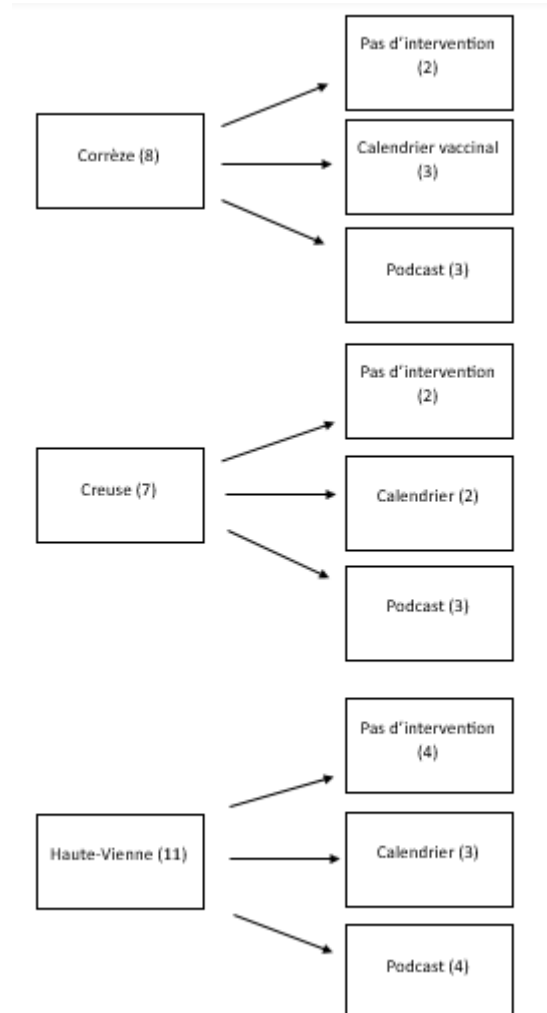 Corrèze (8)
Pas d'intervention
(2)
Calendrier vaccinal
(3)
Podcast (3)
Creuse (7)
Pas d'intervention
(2)
Calendrier (2)
Podcast (3)
Haute-Vienne (11)
Pas d'intervention
(4)
Calendrier (3)
Podcast (4)